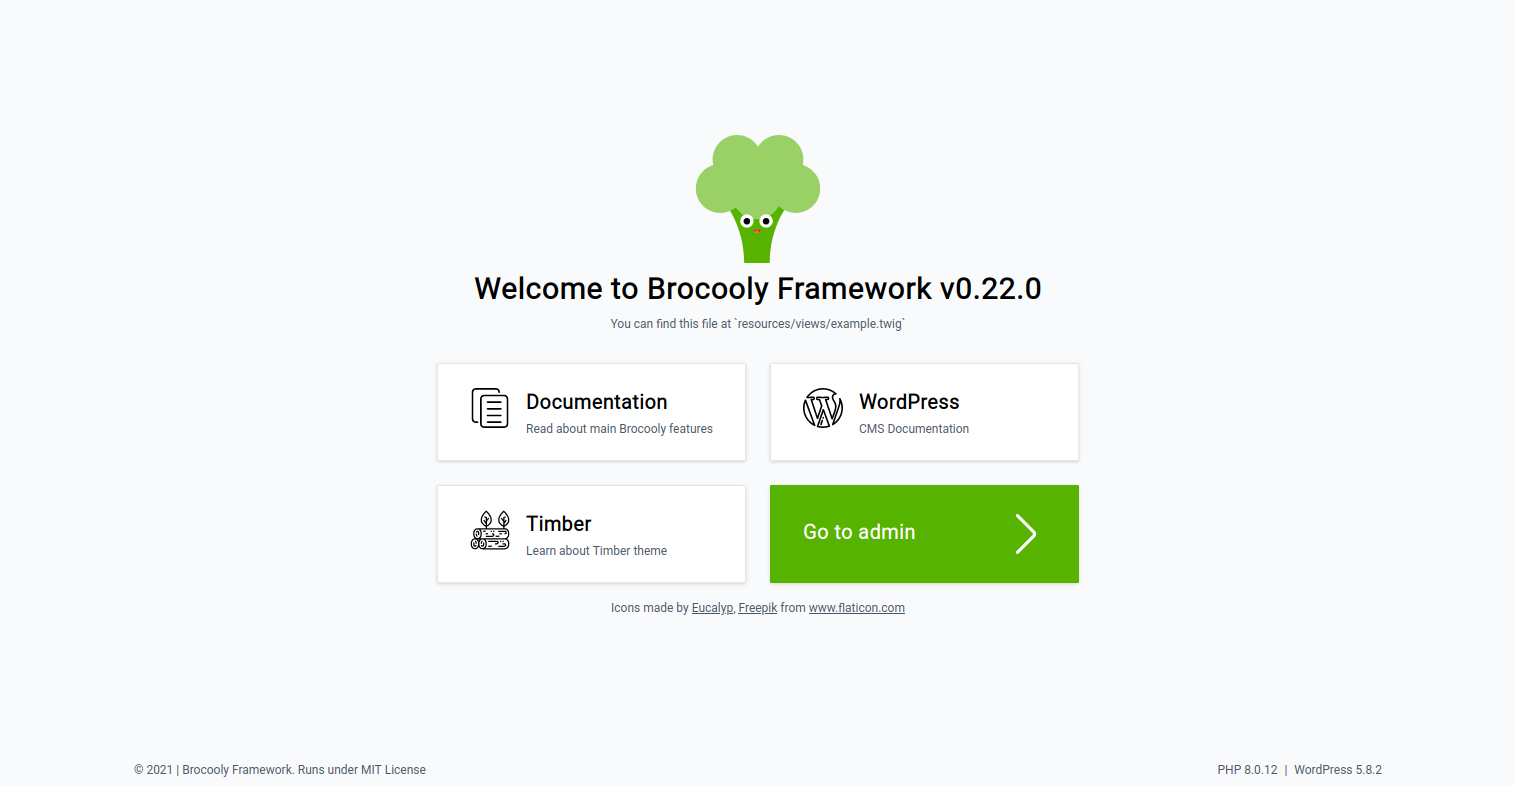 Welcome to Brocooly Framework v0.22.0
You can find this file at `resources/views/example.twig`
Documentation
Read about main Brocooly features
WordPress
CMS Documentation
Timber
Learn about Timber theme
Go to admin
Icons made by Eucalyp, Freepik from www.flaticon.com
© 2021 | Brocooly Framework. Runs under MIT License
PHP 8.0.12 | WordPress 5.8.2